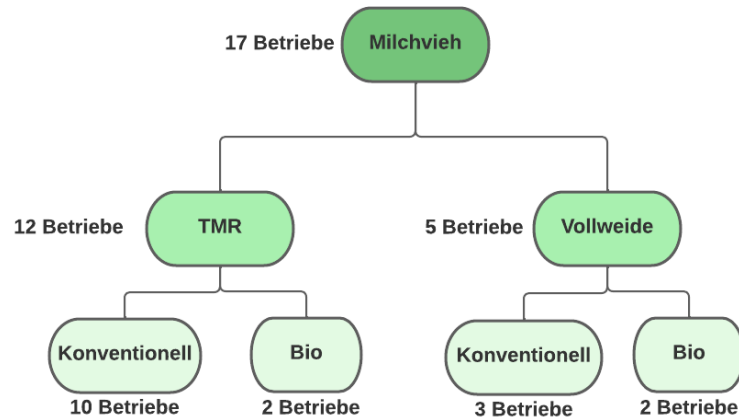 17 Betriebe
Milchvieh
12 Betriebe
TMR
5 Betriebe
Vollweide
Konventionell
Bio
Konventionell
Bio
10 Betriebe
2 Betriebe
3 Betriebe
2 Betriebe